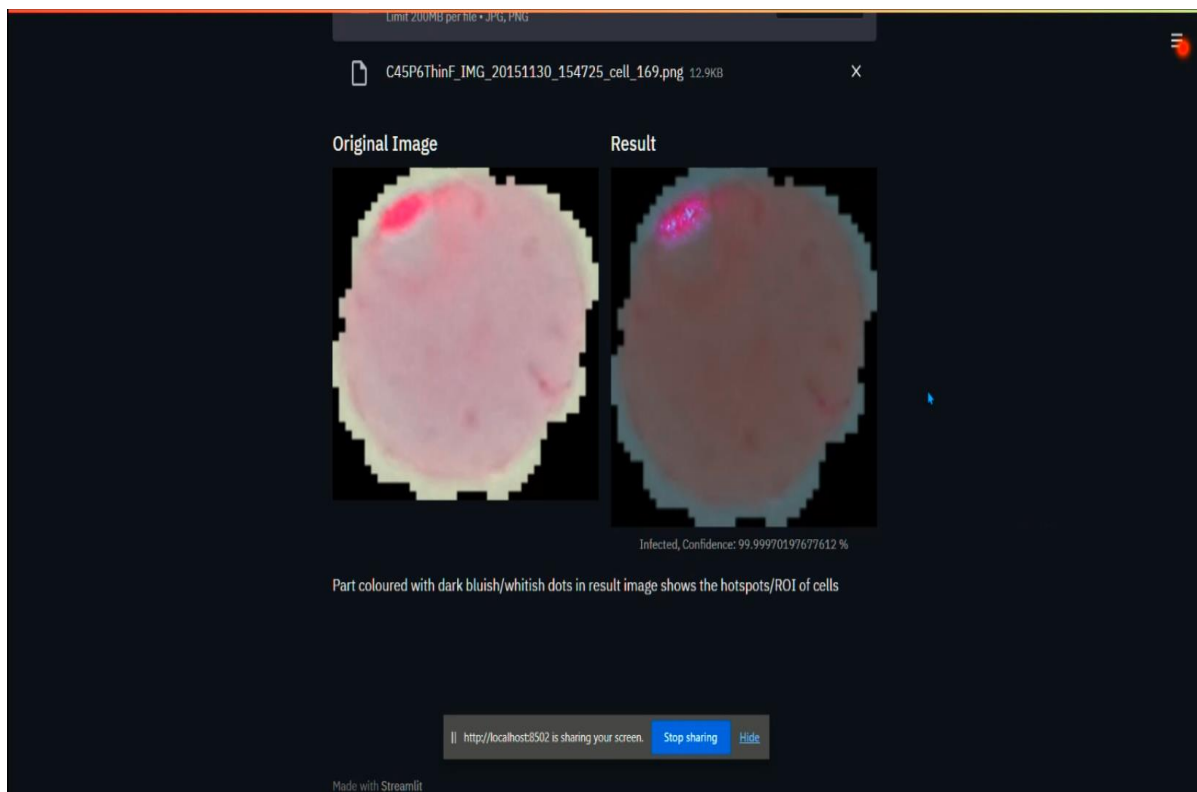 Limit 200MB per file • JPG, PNG
C45P6ThinF_IMG_20151130_154725_cell_169.png 12.9KB X
Original Image
Result
Infected, Confidence: 99.99970197677612 %
Part coloured with dark bluish/whitish dots in result image shows the hotspots/ROI of cells
|| http://localhost:8502 is sharing your screen. Stop sharing Hide
Made with Streamlit